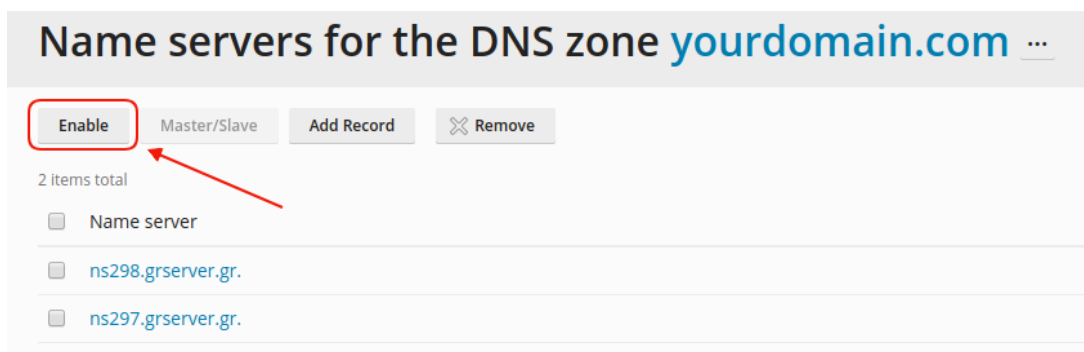 Name servers for the DNS zone yourdomain.com ...
Enable Master/Slave Add Record Remove
2 items total
Name server
ns298.grserver.gr.
ns297.grserver.gr.